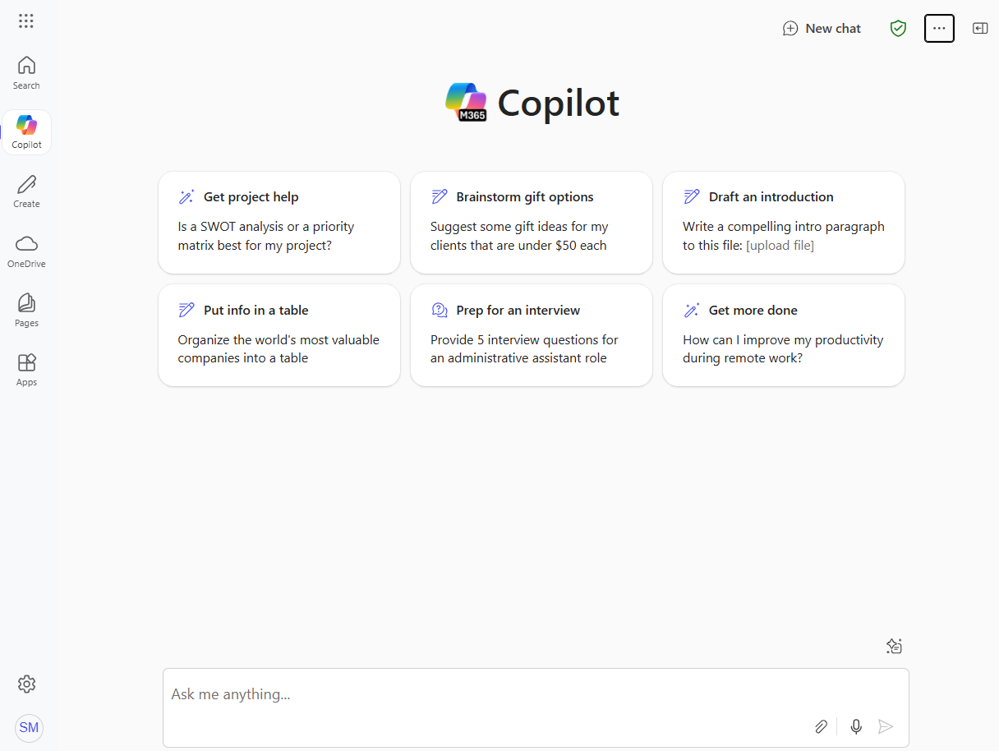 New chat
Search
Copilot
Create
OneDrive
Pages
Apps
SM
M365
Copilot
Get project help
Is a SWOT analysis or a priority
matrix best for my project?
Brainstorm gift options
Suggest some gift ideas for my
clients that are under $50 each
Draft an introduction
Write a compelling intro paragraph
to this file: [upload file]
Put info in a table
Organize the world's most valuable
companies into a table
Prep for an interview
Provide 5 interview questions for
an administrative assistant role
Get more done
How can I improve my productivity
during remote work?
Ask me anything...